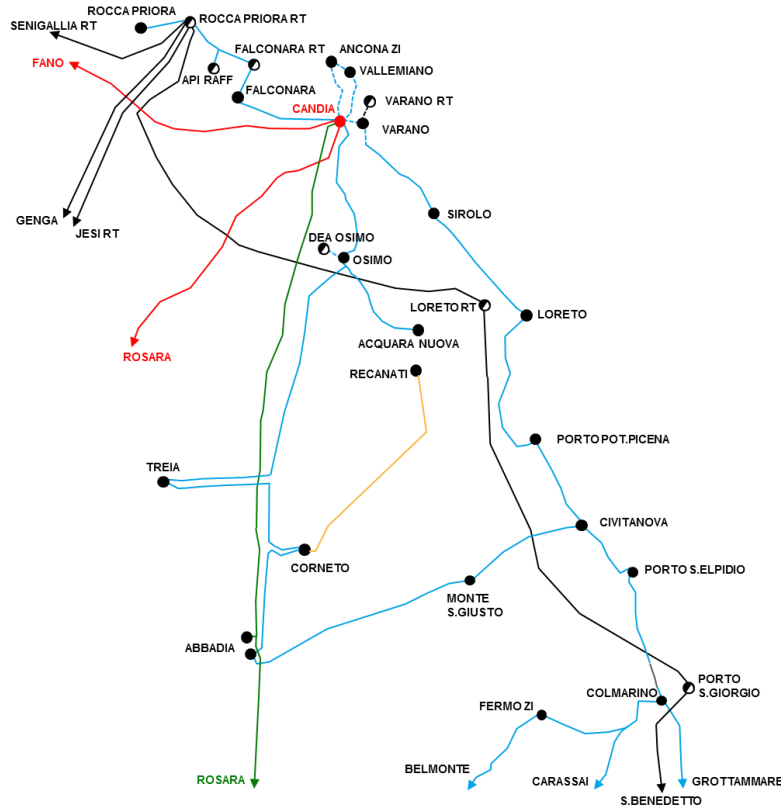 ROCCA PRIORA
ROCCA PRIORA RT
SENIGALLIA RT
FALCONARA RT
ANCONA ZI
FANO
VALLEMIANO
API RAFF
FALCONARA
VARANO RT
CANDIA
VARANO
SIROLO
GENGA
JESI RT
DEA OSIMO
OSIMO
LORETO RT
LORETO
ACQUARA NUOVA
ROSARA
RECANATI
PORTO POT.PICENA
TREIA
CIVITANOVA
CORNETO
PORTO S.ELPIDIO
MONTE
S.GIUSTO
ABBADIA
PORTO
S.GIORGIO
COLMARINO
FERMO ZI
ROSARA
BELMONTE
CARASSAI
GROTTAMMARE
S.BENEDETTO